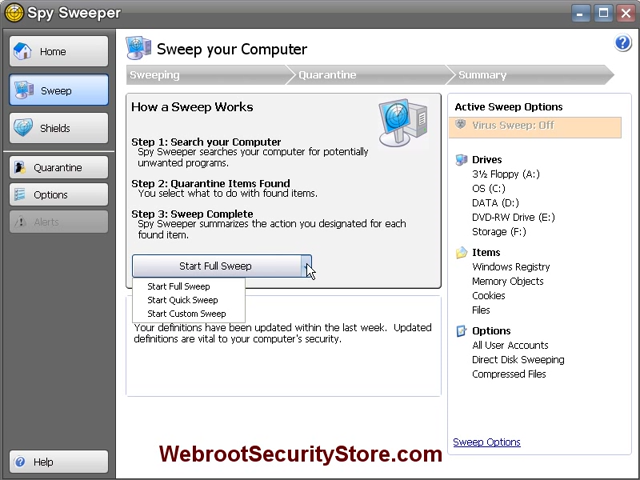 Spy Sweeper
Home
Sweep
Shields
Quarantine
Options
Alerts
Help
Sweep your Computer
Sweeping
Quarantine
Summary
How a Sweep Works
Step 1: Search your Computer
Spy Sweeper searches your computer for potentially
unwanted programs.
Step 2: Quarantine Items Found
You select what to do with found items.
Step 3: Sweep Complete
Spy Sweeper summarizes the action you designated for each
found item.
Start Full Sweep
Start Full Sweep
Start Quick Sweep
Start Custom Sweep
Your definitions have been updated within the last week. Updated
definitions are vital to your computer's security.
Active Sweep Options
Virus Sweep: Off
Drives
3½ Floppy (A:)
OS (C:)
DATA (D:)
DVD-RW Drive (E:)
Storage (F:)
Items
Windows Registry
Memory Objects
Cookies
Files
Options
All User Accounts
Direct Disk Sweeping
Compressed Files
Sweep Options
WebrootSecurityStore.com